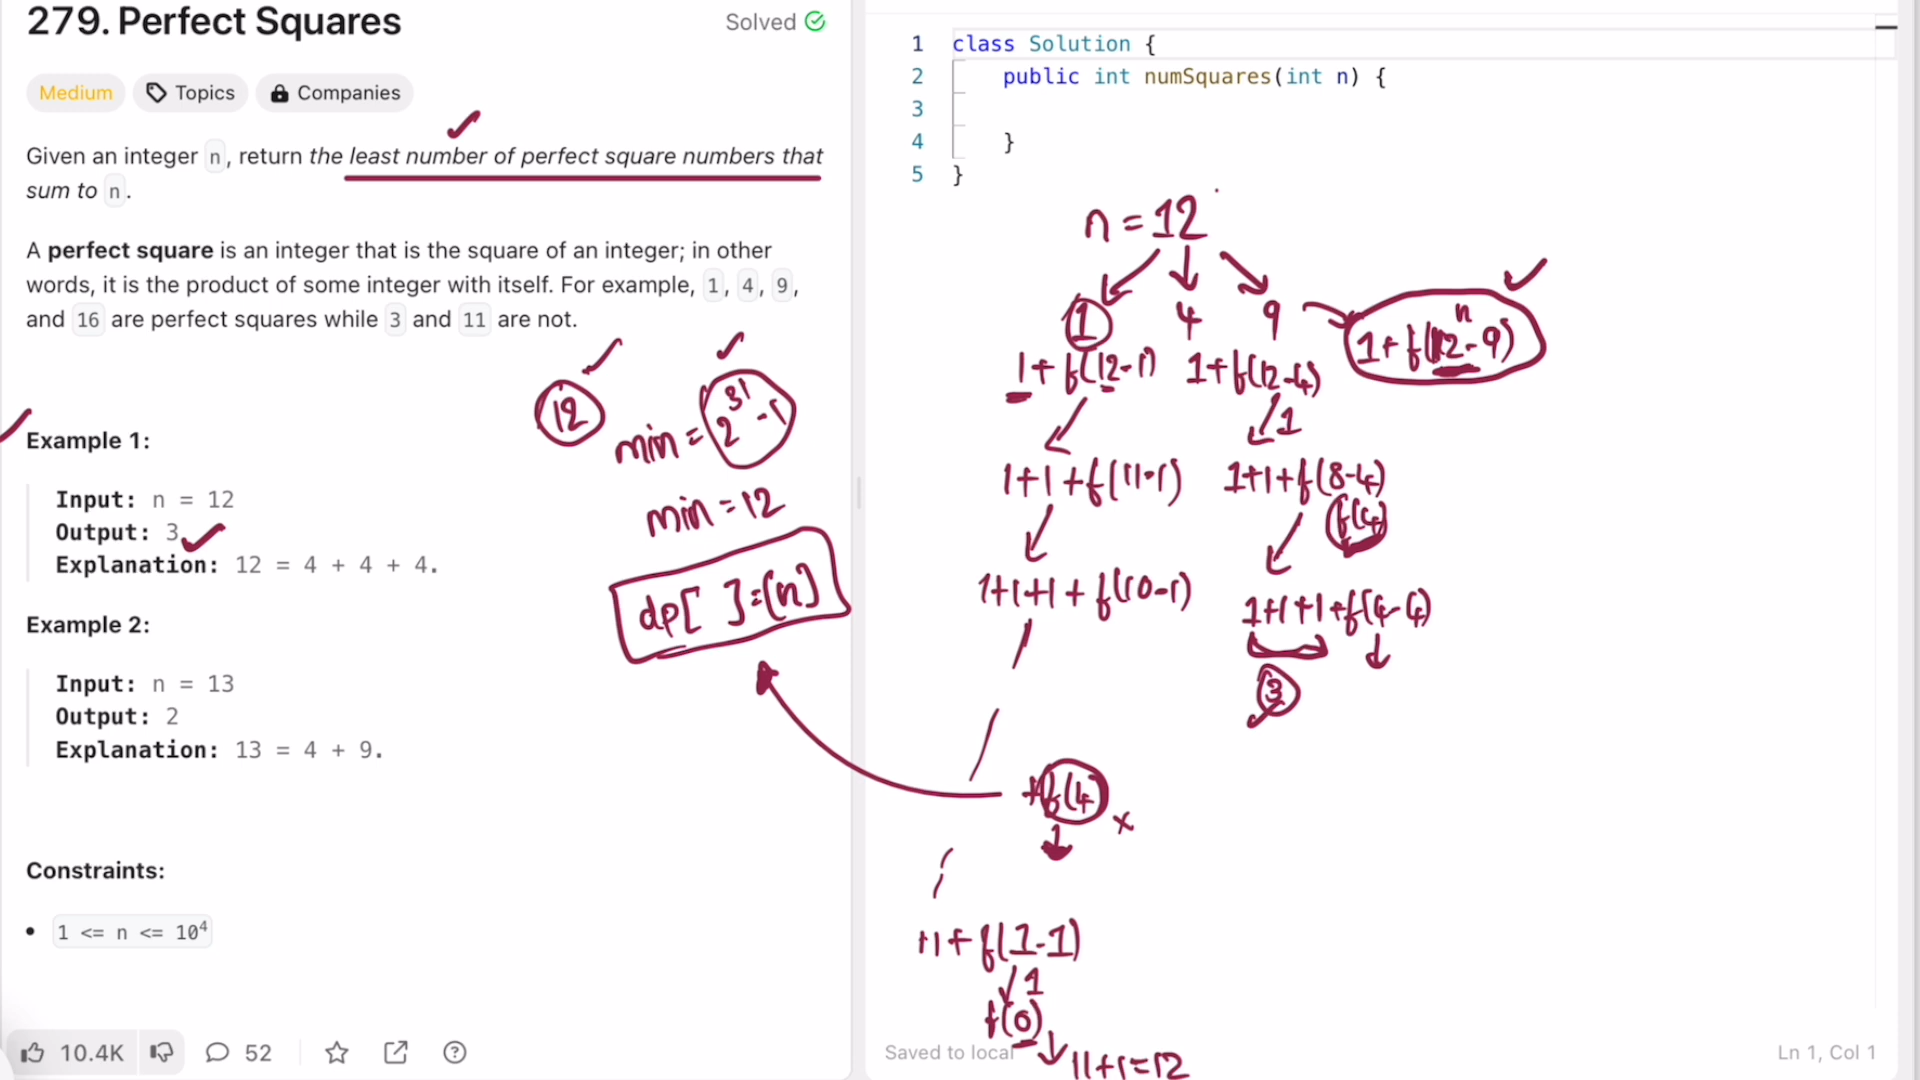 279. Perfect Squares
Solved
Medium
Topics
Companies
Given an integer n, return the least number of perfect square numbers that
sum to n.
A perfect square is an integer that is the square of an integer; in other
words, it is the product of some integer with itself. For example, 1, 4, 9,
and 16 are perfect squares while 3 and 11 are not.
12
min = 2^31 - 1
min = 12
dp[ ] = [n]
Example 1:
Input: n = 12
Output: 3
Explanation: 12 = 4 + 4 + 4.
Example 2:
Input: n = 13
Output: 2
Explanation: 13 = 4 + 9.
Constraints:
1 <= n <= 10^4
10.4K
52
1 class Solution {
2 public int numSquares(int n) {
3
4 }
5 }
n = 12
1 4 9
1+f(12-9)
n
1+f(12-1) 1+f(12-4)
1
1+1+f(11-1) 1+1+f(8-4)
f(4)
1+1+1+f(10-1) 1+1+1+f(4-4)
3
+f(4) x
1
11+f(1-1)
1
f(0)
11+1=12
Saved to local
Ln 1, Col 1